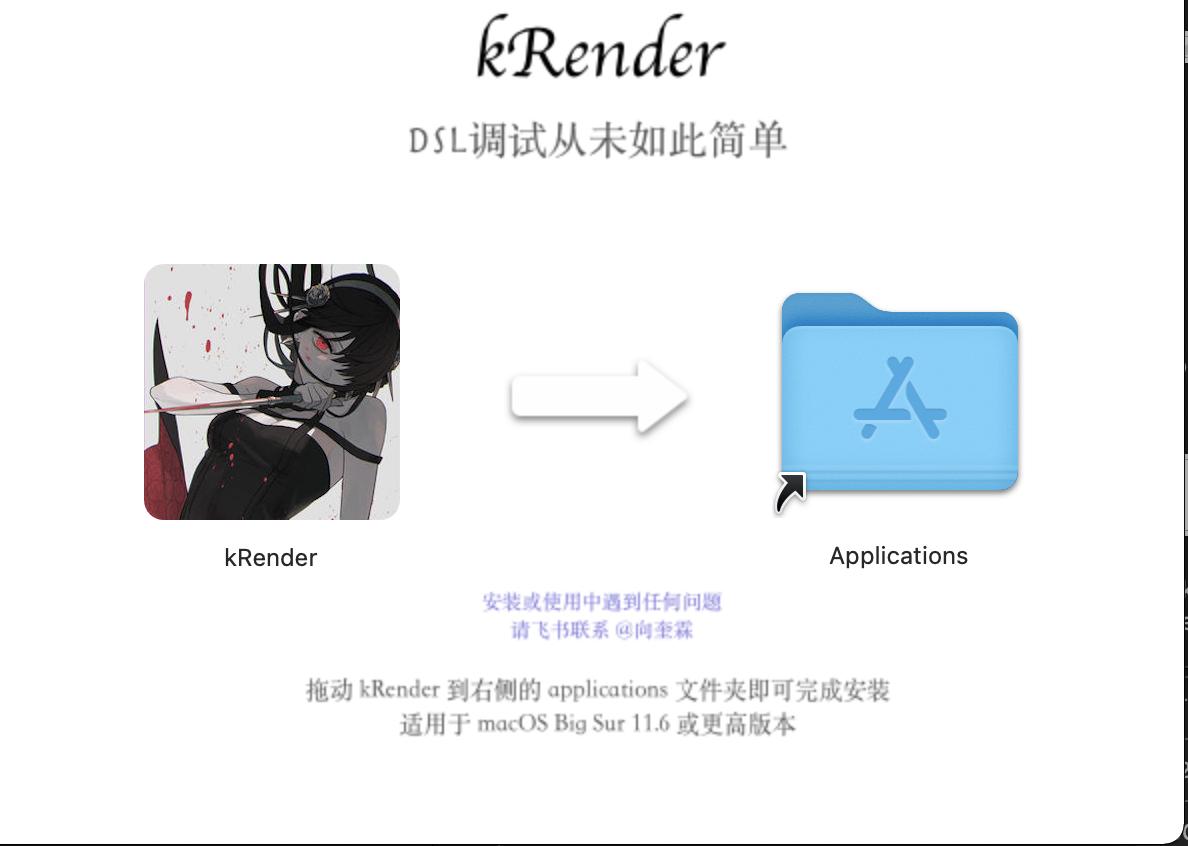 kRender
DSL调试从未如此简单
kRender
Applications
安装或使用中遇到任何问题
请飞书联系 @向奎霖
拖动 kRender 到右侧的 applications 文件夹即可完成安装
适用于 macOS Big Sur 11.6 或更高版本